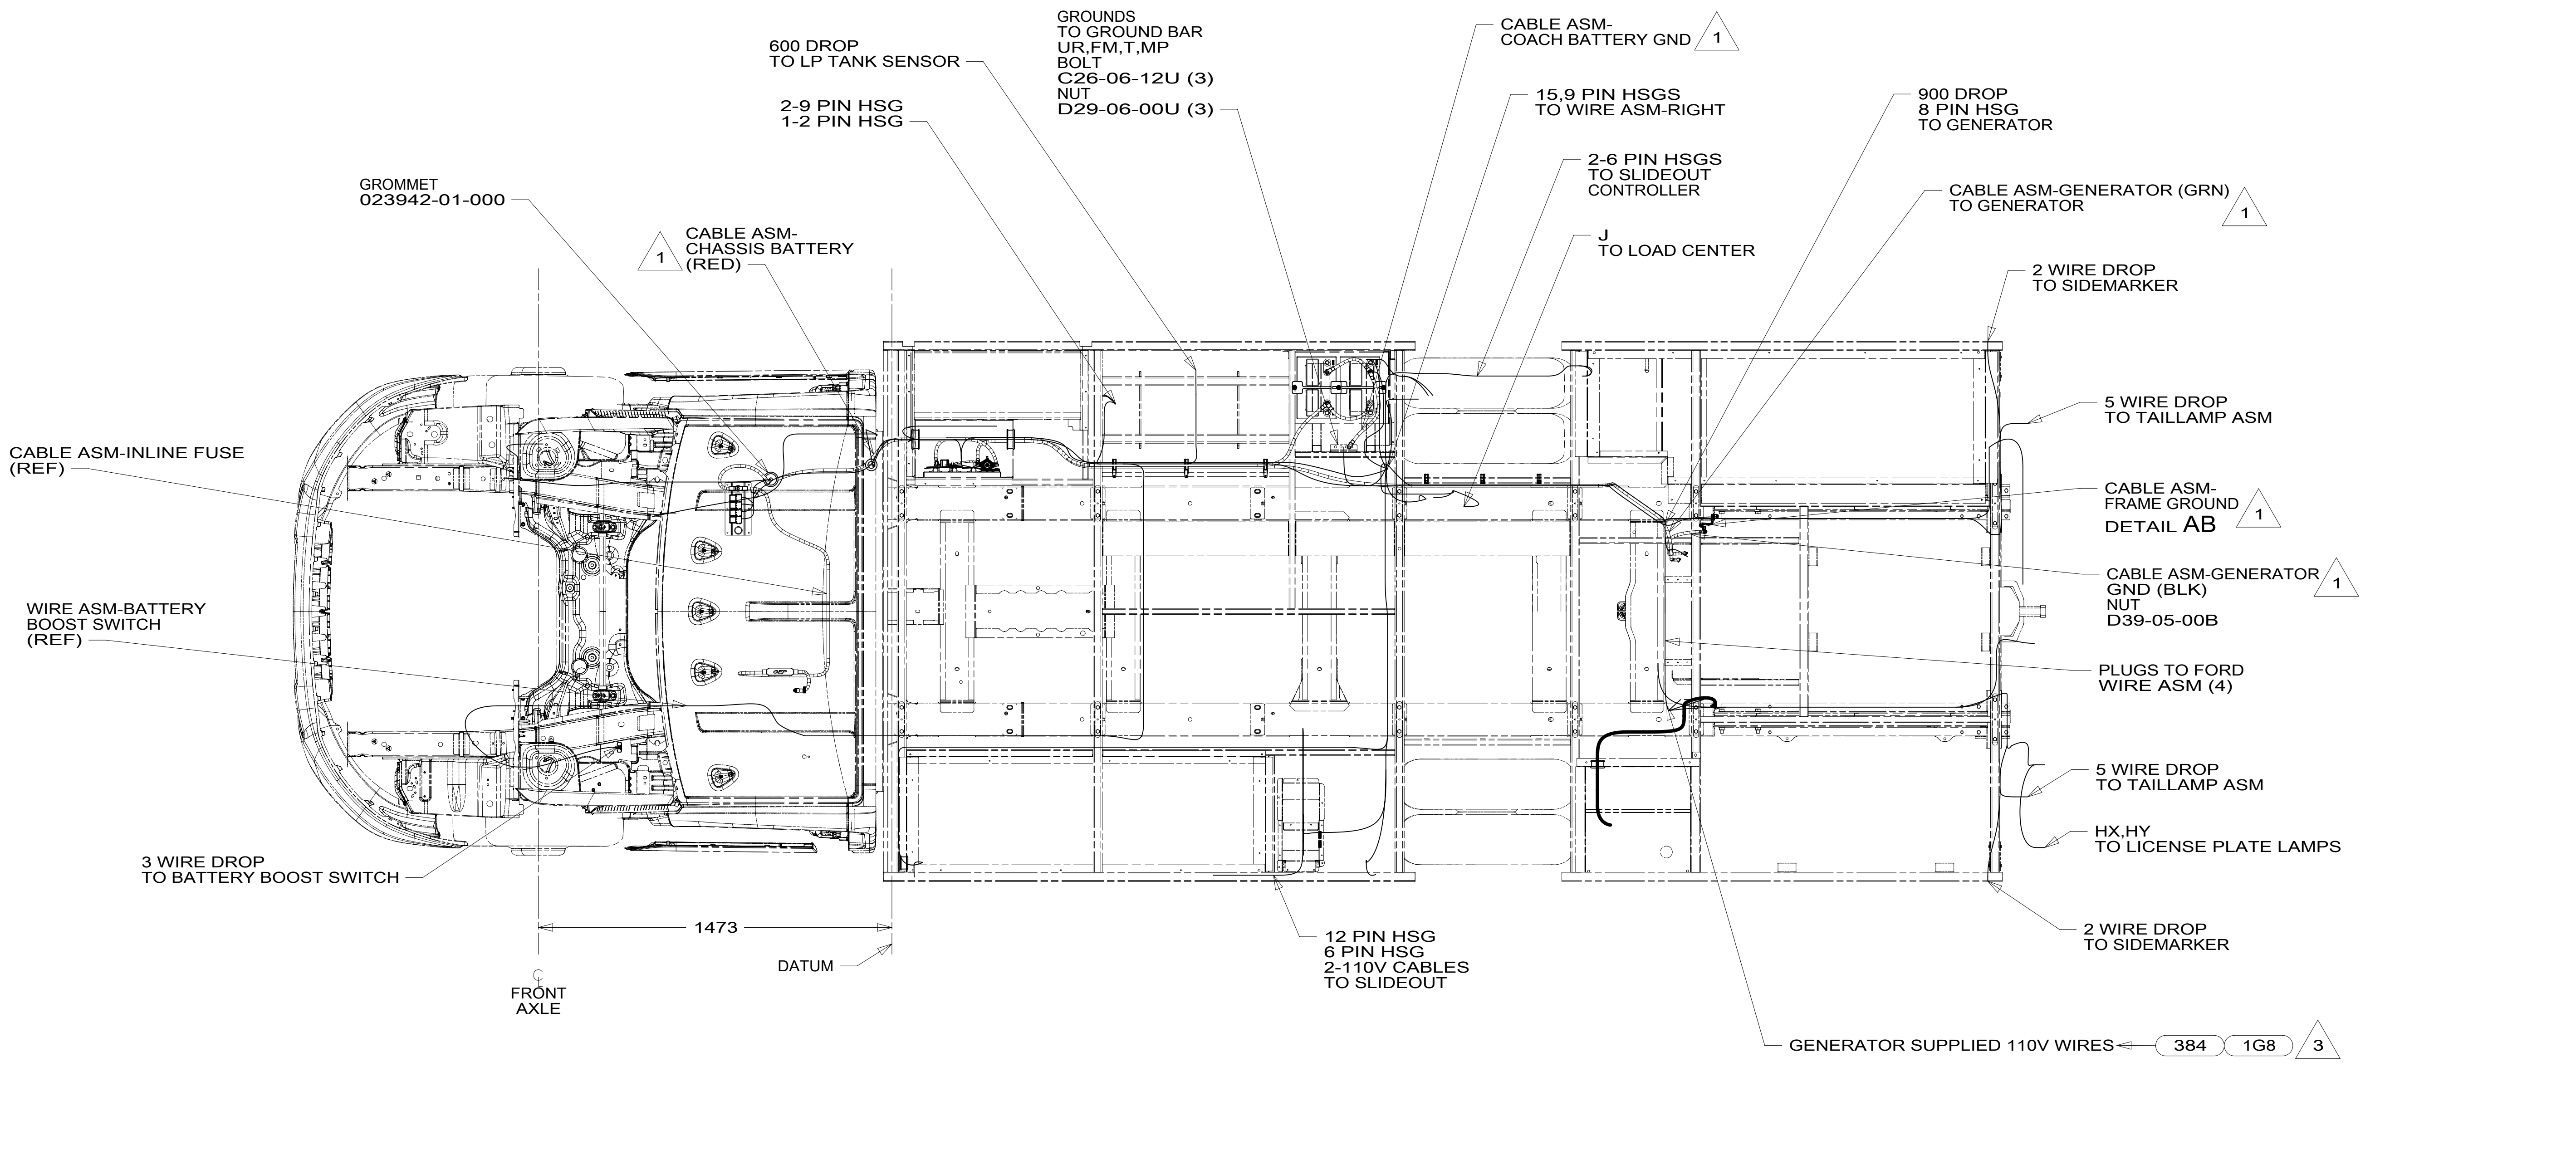 GROUNDS
TO GROUND BAR
UR,FM,T,MP
BOLT
C26-06-12U (3)
NUT
D29-06-00U (3)
CABLE ASM-
COACH BATTERY GND
1
600 DROP
TO LP TANK SENSOR
2-9 PIN HSG
1-2 PIN HSG
15,9 PIN HSGS
TO WIRE ASM-RIGHT
900 DROP
8 PIN HSG
TO GENERATOR
2-6 PIN HSGS
TO SLIDEOUT
CONTROLLER
GROMMET
023942-01-000
CABLE ASM-GENERATOR (GRN)
TO GENERATOR
1
1
CABLE ASM-
CHASSIS BATTERY
(RED)
J
TO LOAD CENTER
2 WIRE DROP
TO SIDEMARKER
5 WIRE DROP
TO TAILLAMP ASM
CABLE ASM-INLINE FUSE
(REF)
CABLE ASM-
FRAME GROUND
DETAIL AB
1
CABLE ASM-GENERATOR
GND (BLK)
NUT
D39-05-00B
1
WIRE ASM-BATTERY
BOOST SWITCH
(REF)
PLUGS TO FORD
WIRE ASM (4)
5 WIRE DROP
TO TAILLAMP ASM
HX,HY
TO LICENSE PLATE LAMPS
3 WIRE DROP
TO BATTERY BOOST SWITCH
1473
DATUM
FRONT
AXLE
12 PIN HSG
6 PIN HSG
2-110V CABLES
TO SLIDEOUT
2 WIRE DROP
TO SIDEMARKER
GENERATOR SUPPLIED 110V WIRES
384
1G8
3